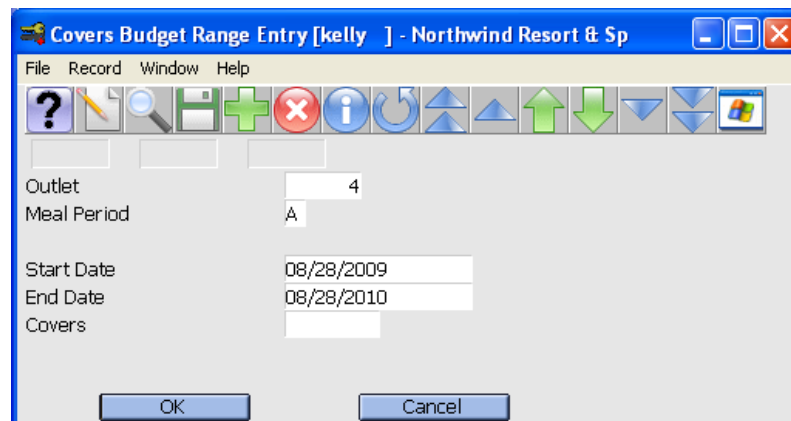 Covers Budget Range Entry [kelly   ] - Northwind Resort & Sp
File Record Window Help
Outlet 4
Meal Period A
Start Date 08/28/2009
End Date 08/28/2010
Covers
OK Cancel